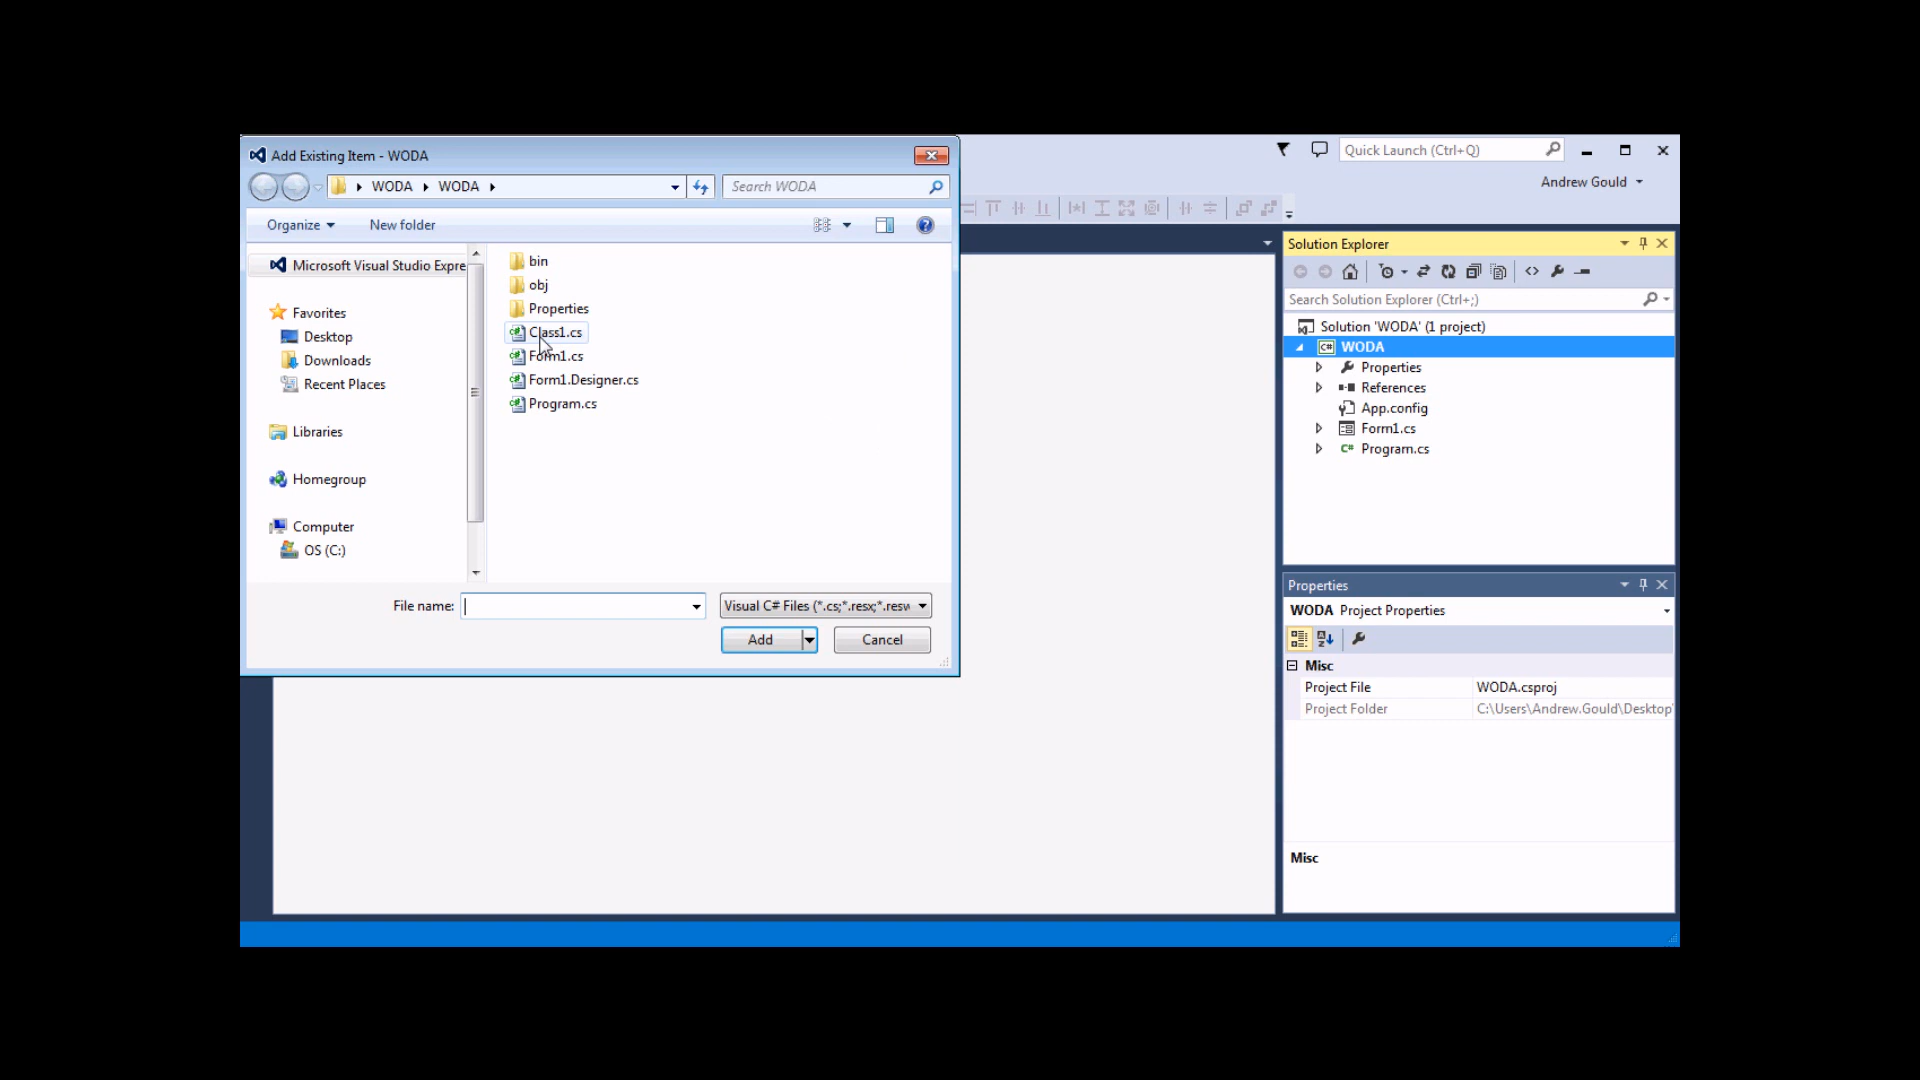 Add Existing Item - WODA
WODA WODA
Search WODA
Organize
New folder
Microsoft Visual Studio Expre
Favorites
Desktop
Downloads
Recent Places
Libraries
Homegroup
Computer
OS (C:)
bin
obj
Properties
Class1.cs
Form1.cs
Form1.Designer.cs
Program.cs
File name:
Visual C# Files (*.cs;*.resx;*.resw
Add
Cancel
Quick Launch (Ctrl+Q)
Andrew Gould
Solution Explorer
Search Solution Explorer (Ctrl+;)
Solution 'WODA' (1 project)
C# WODA
Properties
References
App.config
Form1.cs
C# Program.cs
Properties
WODA Project Properties
Misc
Project File WODA.csproj
Project Folder C:\Users\Andrew.Gould\Desktop
Misc